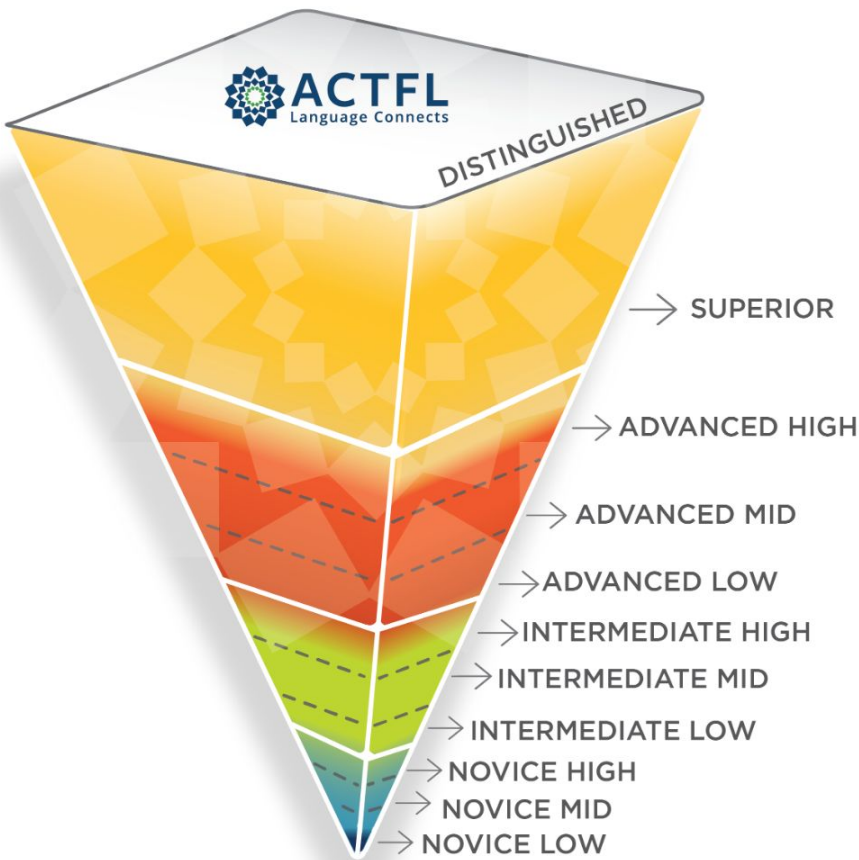 ACTFL
Language Connects
DISTINGUISHED
SUPERIOR
ADVANCED HIGH
ADVANCED MID
ADVANCED LOW
INTERMEDIATE HIGH
INTERMEDIATE MID
INTERMEDIATE LOW
NOVICE HIGH
NOVICE MID
NOVICE LOW